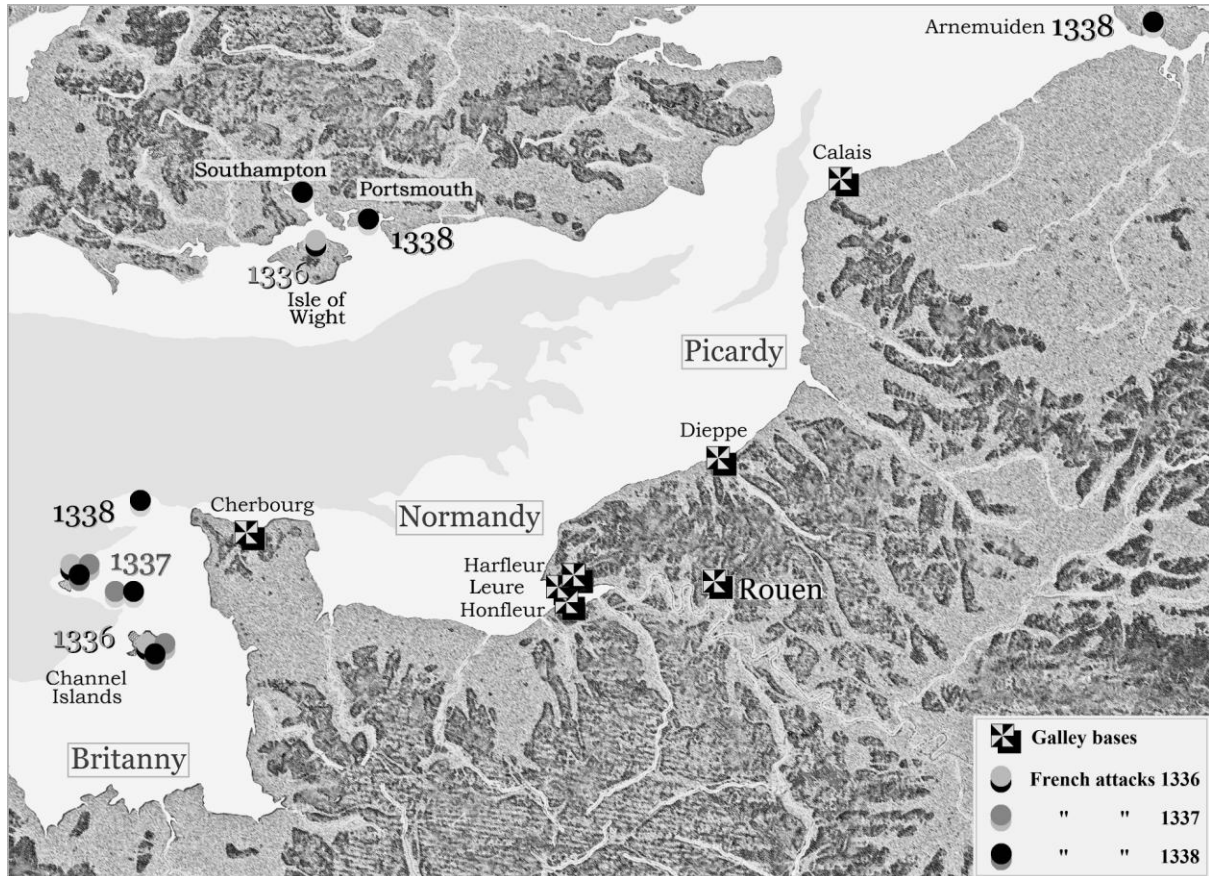 Arnemuiden 1338
Calais
Southampton
Portsmouth
1338
1336
Isle of
Wight
Picardy
Dieppe
Cherbourg
Normandy
1338
1337
Harfleur
Leure
Honfleur
Rouen
1336
Channel
Islands
Britanny
Galley bases
French attacks 1336
" " 1337
" " 1338